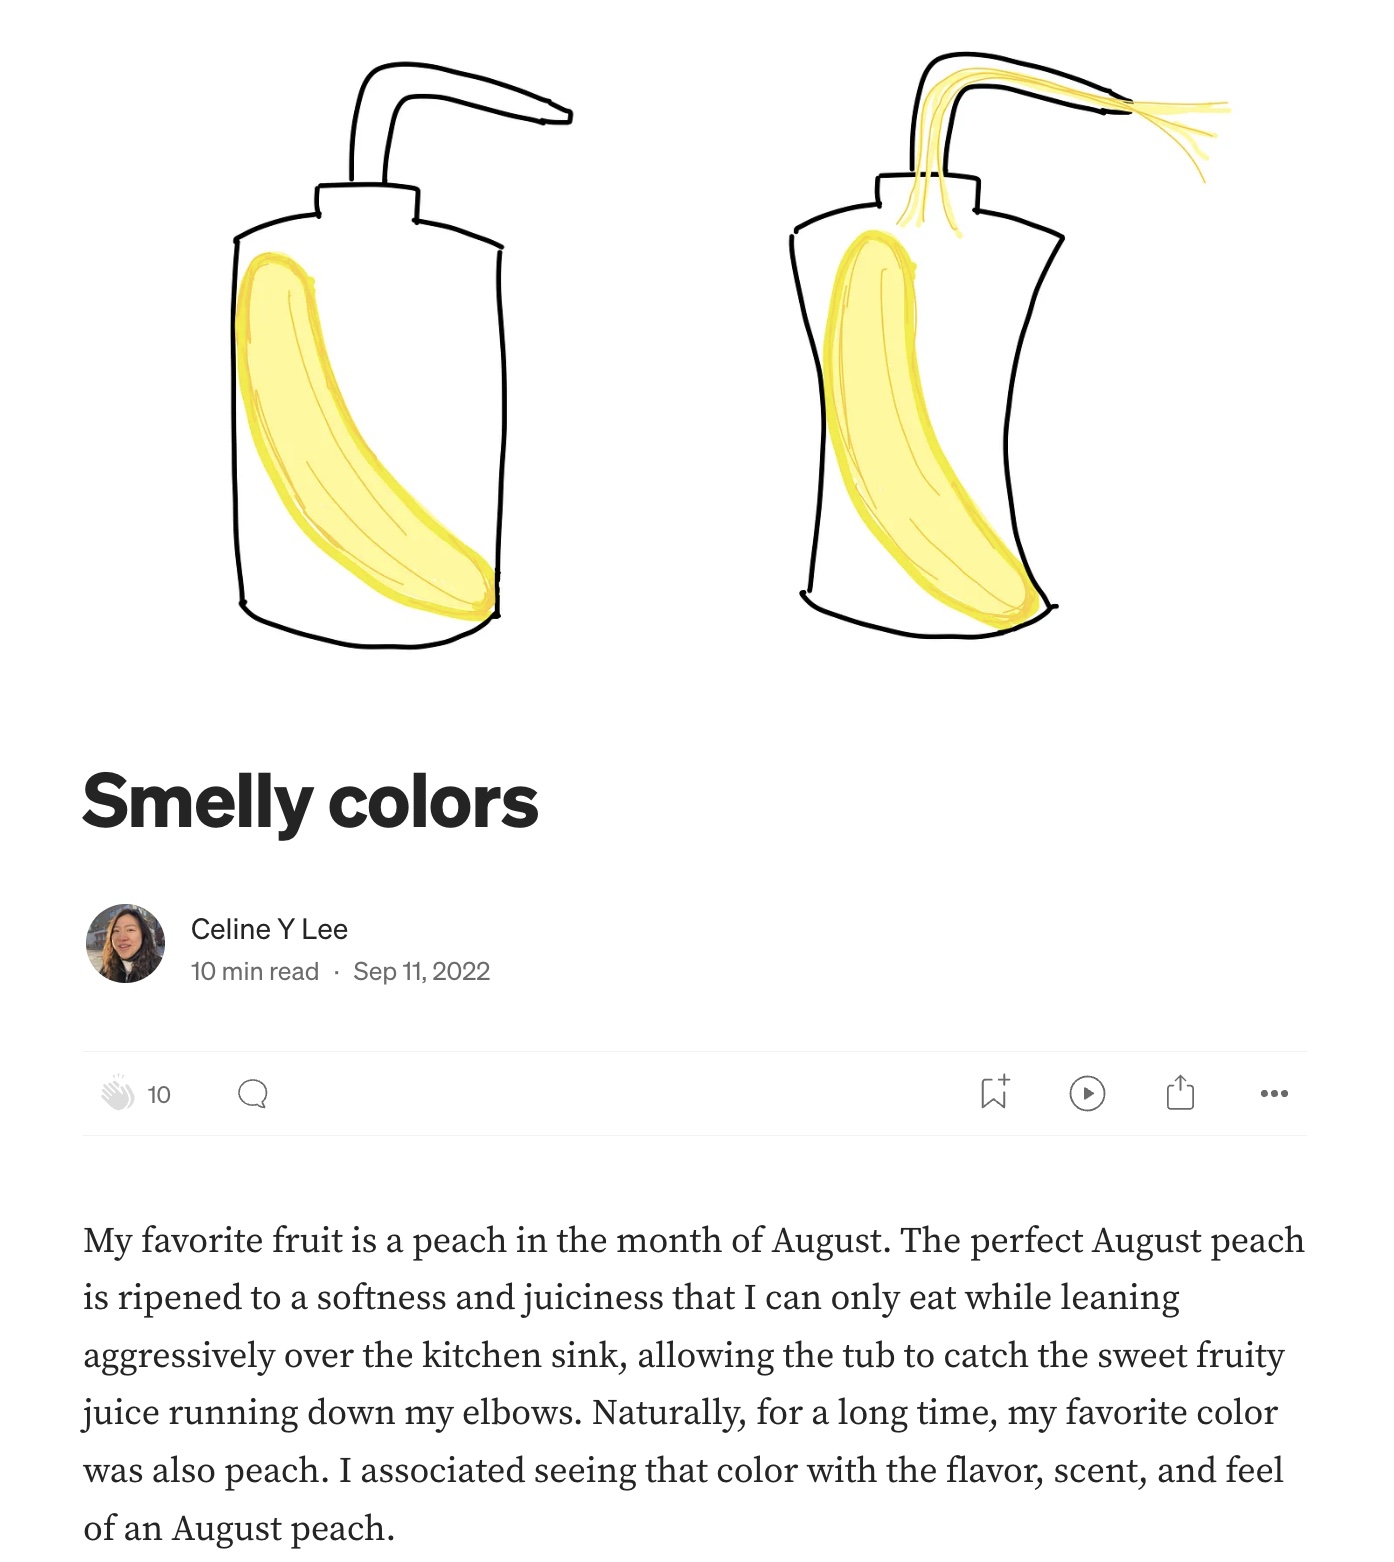 Smelly colors
Celine Y Lee
10 min read · Sep 11, 2022
10
My favorite fruit is a peach in the month of August. The perfect August peach
is ripened to a softness and juiciness that I can only eat while leaning
aggressively over the kitchen sink, allowing the tub to catch the sweet fruity
juice running down my elbows. Naturally, for a long time, my favorite color
was also peach. I associated seeing that color with the flavor, scent, and feel
of an August peach.